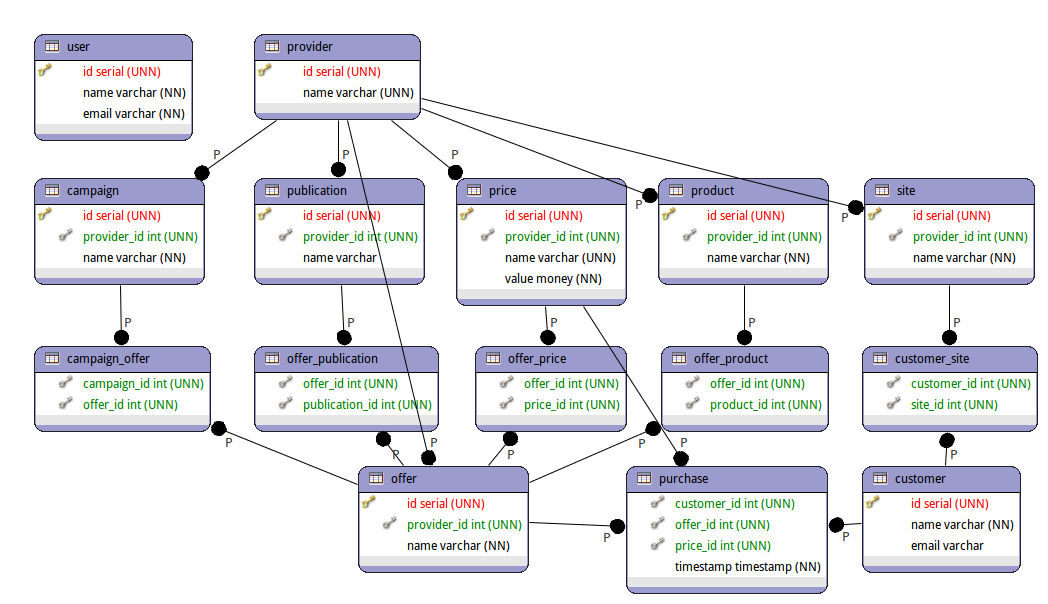 user
id serial (UNN)
name varchar (NN)
email varchar (NN)
provider
id serial (UNN)
name varchar (UNN)
P
P
P
P
P
campaign
id serial (UNN)
provider_id int (UNN)
name varchar (NN)
publication
id serial (UNN)
provider_id int (UNN)
name varchar
price
id serial (UNN)
provider_id int (UNN)
name varchar (UNN)
value money (NN)
product
id serial (UNN)
provider_id int (UNN)
name varchar (NN)
site
id serial (UNN)
provider_id int (UNN)
name varchar (NN)
P
P
P
P
P
campaign_offer
campaign_id int (UNN)
offer_id int (UNN)
offer_publication
offer_id int (UNN)
publication_id int (UNN)
offer_price
offer_id int (UNN)
price_id int (UNN)
offer_product
offer_id int (UNN)
product_id int (UNN)
customer_site
customer_id int (UNN)
site_id int (UNN)
P
P
P
P
P
P
P
offer
id serial (UNN)
provider_id int (UNN)
name varchar (NN)
P
purchase
customer_id int (UNN)
offer_id int (UNN)
price_id int (UNN)
timestamp timestamp (NN)
P
customer
id serial (UNN)
name varchar (NN)
email varchar